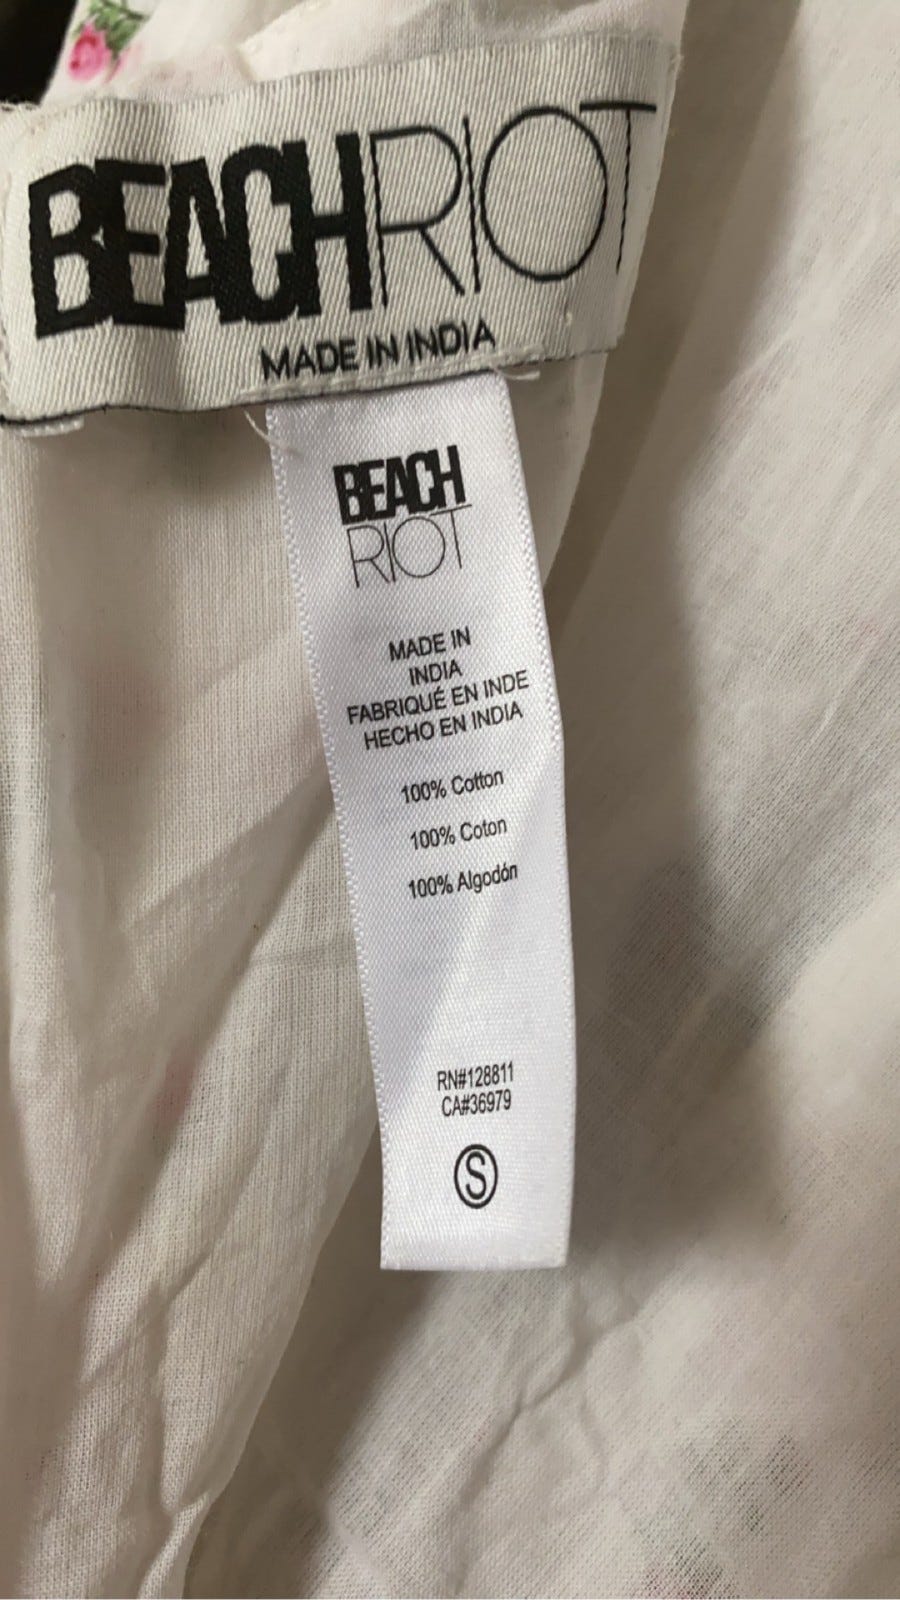 BEACHRIOT
MADE IN INDIA
BEACH
RIOT
MADE IN
INDIA
FABRIQUÉ EN INDE
HECHO EN INDIA
100% Cotton
100% Coton
100% Algodón
RN#128811
CA#36979
S